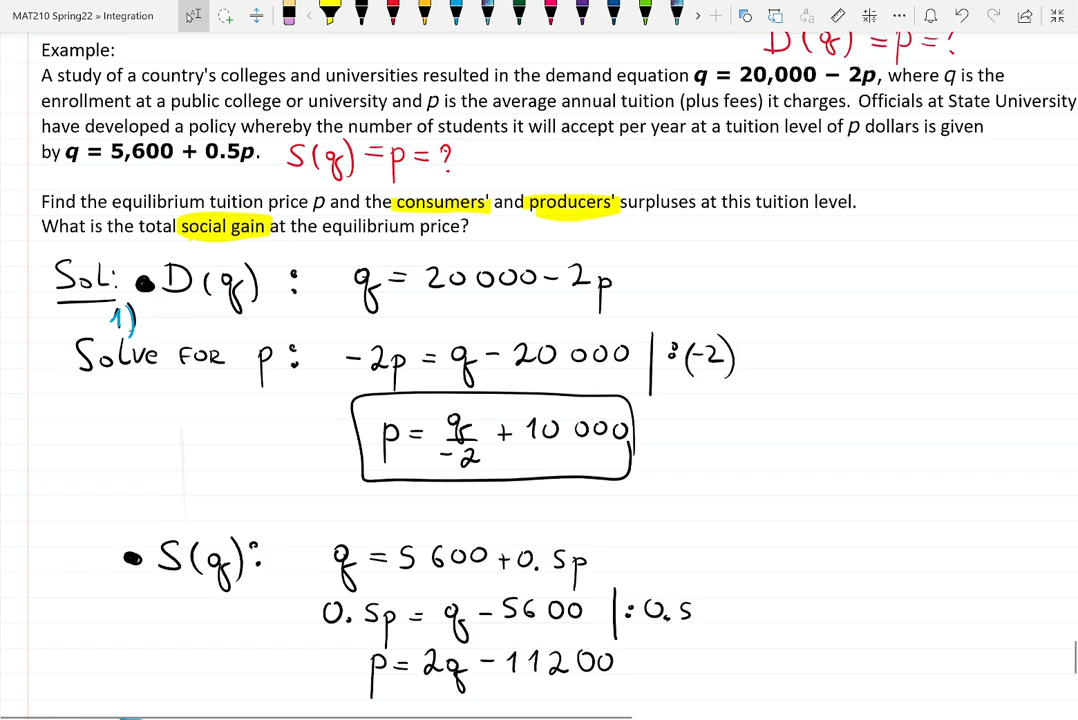 MAT210 Spring22 » Integration
D(q) = p = ?
Example:
A study of a country's colleges and universities resulted in the demand equation q = 20,000 − 2p, where q is the
enrollment at a public college or university and p is the average annual tuition (plus fees) it charges. Officials at State University
have developed a policy whereby the number of students it will accept per year at a tuition level of p dollars is given
by q = 5,600 + 0.5p. S(q) = p = ?
Find the equilibrium tuition price p and the consumers' and producers' surpluses at this tuition level.
What is the total social gain at the equilibrium price?
Sol: • D(q) : q = 20 000 - 2p
1)
Solve FOR p : -2p = q - 20 000 | : (-2)
p = q/-2 + 10 000
• S(q) : q = 5 600 + 0.5p
0.5p = q - 5600 | : 0.5
p = 2q - 11200